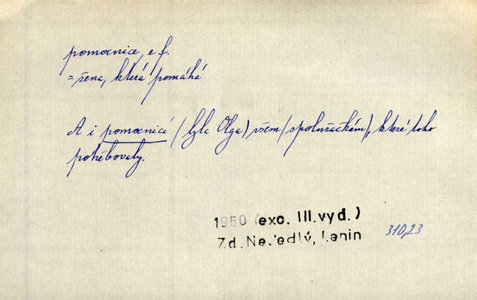 pomocnice, e f.
= žena, která pomáhá
A i pomocnicí (byla Olga) všem (spolužačkám), které toho
potřebovaly.
1950 (exc. III. vyd.)
Zd. Nejedlý, Lenin 310,23